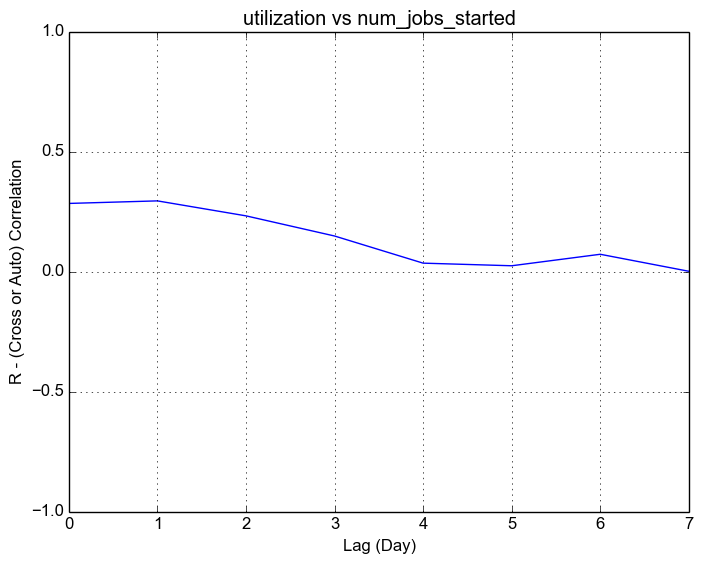 utilization vs num_jobs_started
1.0
0.5
0.0
−0.5
−1.0
R - (Cross or Auto) Correlation
0 1 2 3 4 5 6 7
Lag (Day)